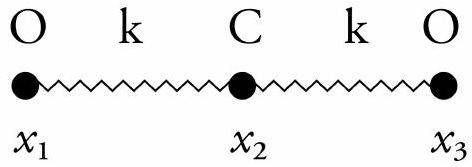 O k C k O
x₁ x₂ x₃